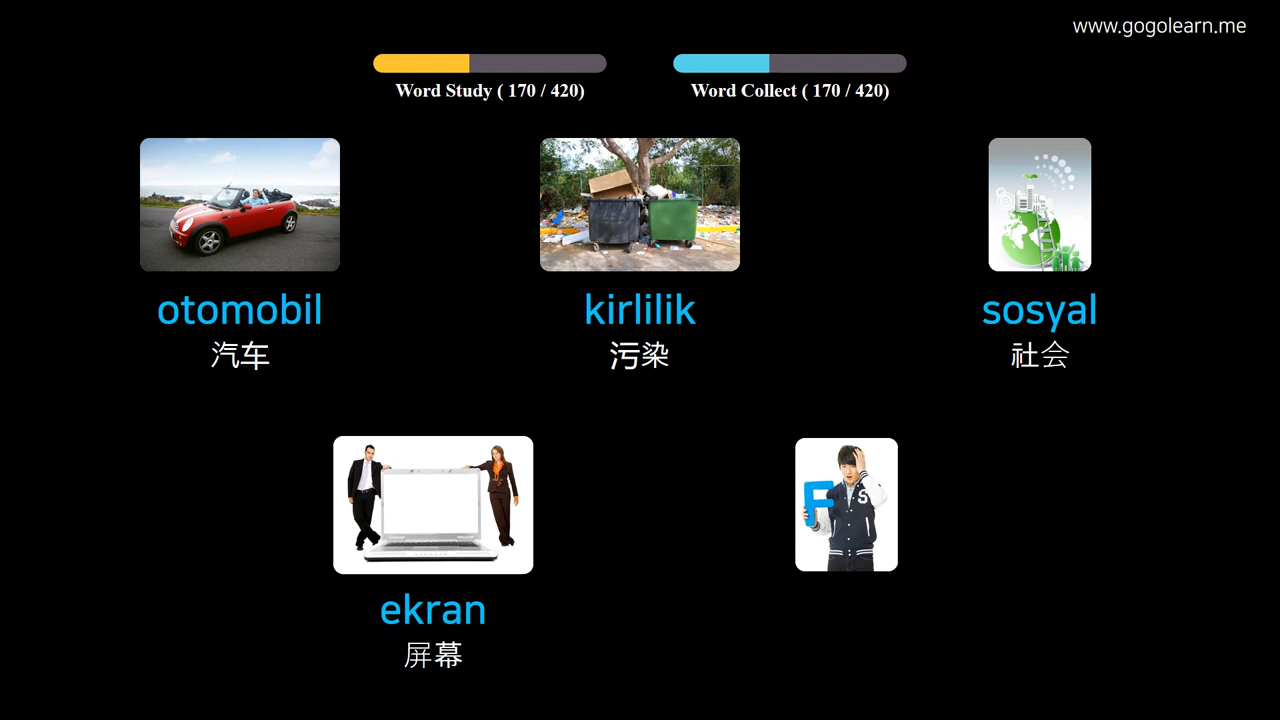 www.gogolearn.me
Word Study ( 170 / 420)
Word Collect ( 170 / 420)
otomobil
汽车
kirlilik
污染
sosyal
社会
F
S
ekran
屏幕